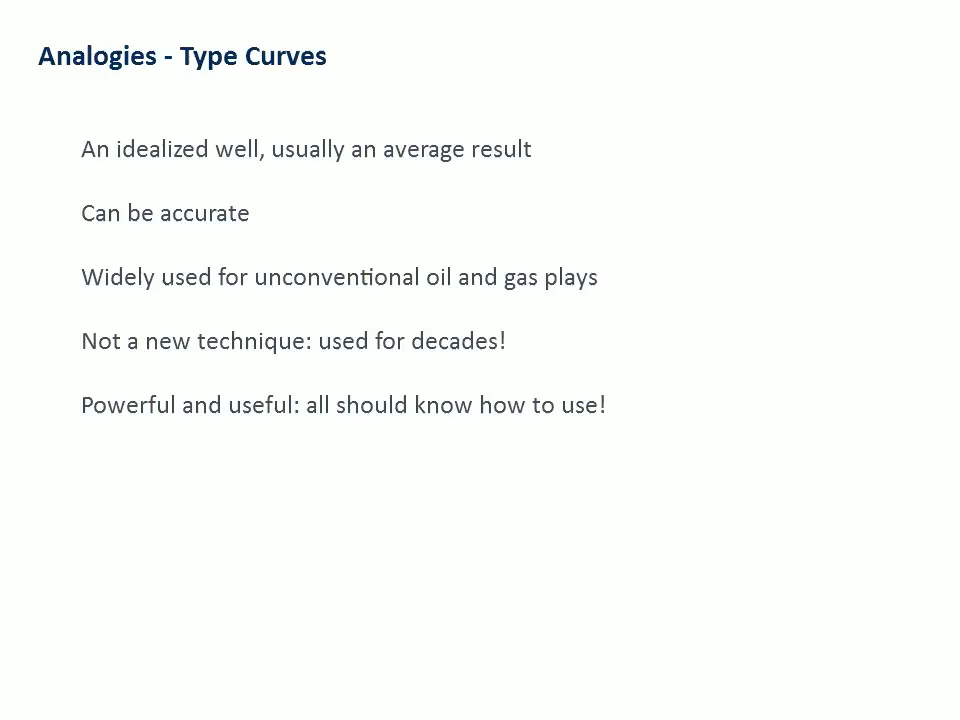 Analogies - Type Curves
An idealized well, usually an average result
Can be accurate
Widely used for unconventional oil and gas plays
Not a new technique: used for decades!
Powerful and useful: all should know how to use!